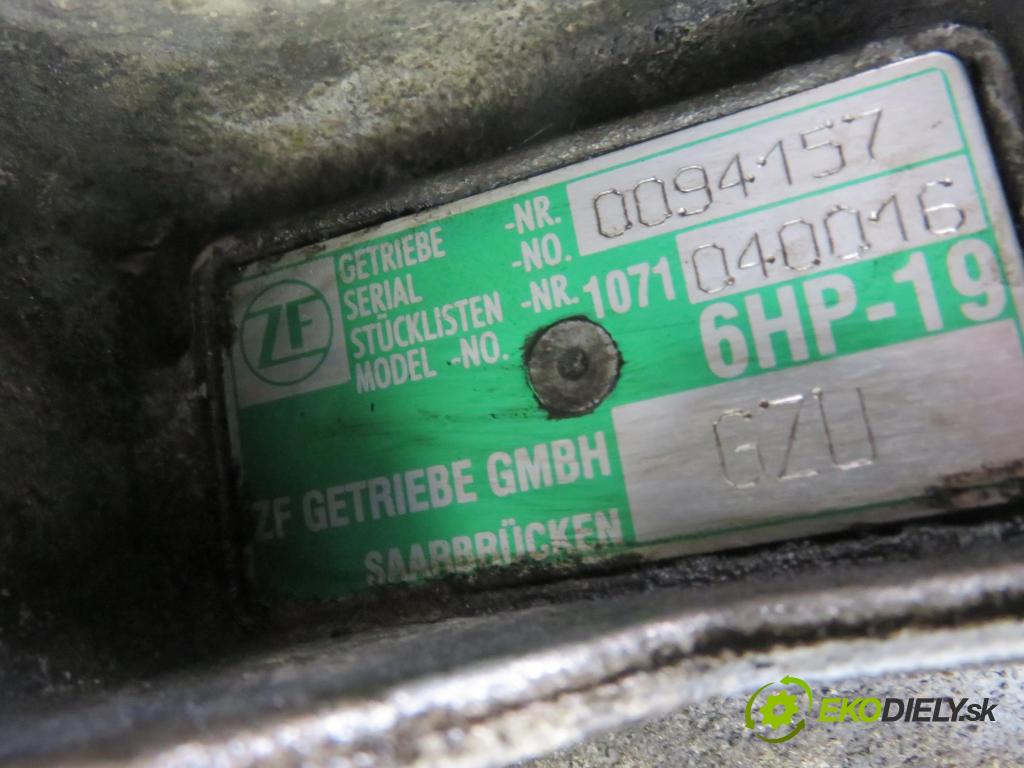 ZF
GETRIEBE -NR. 0094157
SERIAL -NO.
STÜCKLISTEN -NR. 1071 040016
MODEL -NO. 6HP-19
GZU
ZF GETRIEBE GMBH
SAARBRÜCKEN
EKODIELY.sk